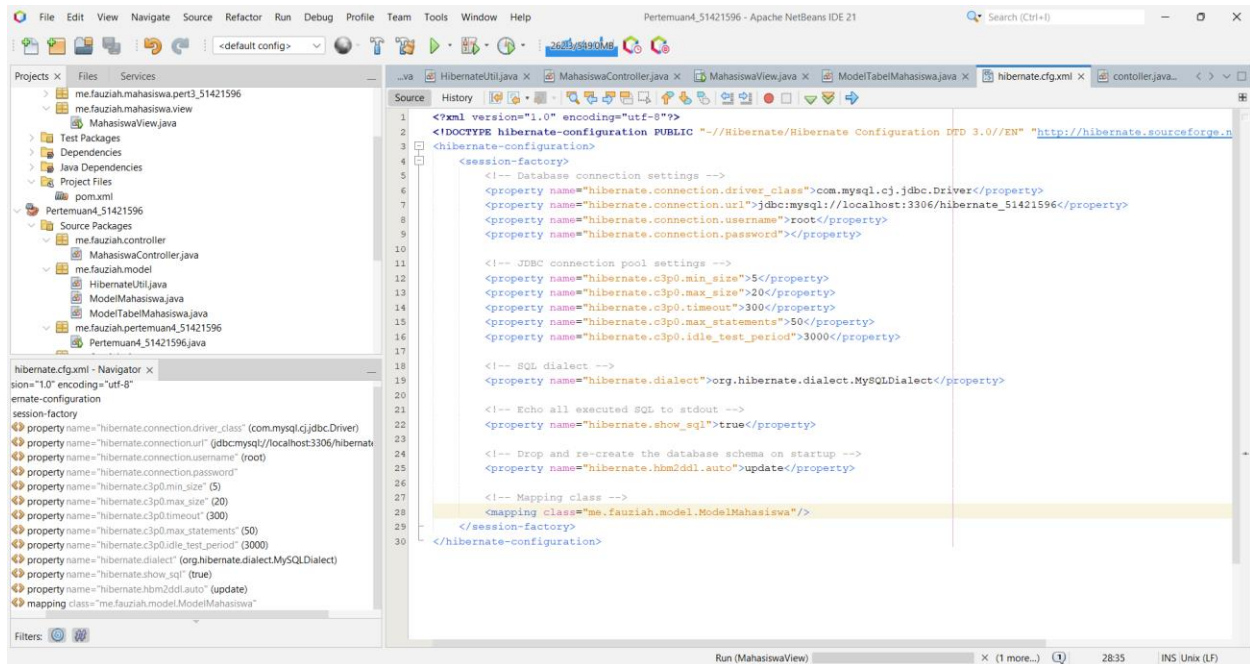 File Edit View Navigate Source Refactor Run Debug Profile Team Tools Window Help
Pertemuan4_51421596 - Apache NetBeans IDE 21
Search (Ctrl+I)
<default config>
Projects Files Services
me.fauziah.mahasiswa.pert3_51421596
me.fauziah.mahasiswa.view
MahasiswaView.java
Test Packages
Dependencies
Java Dependencies
Project Files
pom.xml
Pertemuan4_51421596
Source Packages
me.fauziah.controller
MahasiswaController.java
me.fauziah.model
HibernateUtil.java
ModelMahasiswa.java
ModelTabelMahasiswa.java
me.fauziah.pertemuan4_51421596
Pertemuan4_51421596.java
hibernate.cfg.xml - Navigator
sion="1.0" encoding="utf-8"
ernate-configuration
session-factory
property name="hibernate.connection.driver_class" (com.mysql.cj.jdbc.Driver)
property name="hibernate.connection.url" (jdbc:mysql://localhost:3306/hibernate
property name="hibernate.connection.username" (root)
property name="hibernate.connection.password"
property name="hibernate.c3p0.min_size" (5)
property name="hibernate.c3p0.max_size" (20)
property name="hibernate.c3p0.timeout" (300)
property name="hibernate.c3p0.max_statements" (50)
property name="hibernate.c3p0.idle_test_period" (3000)
property name="hibernate.dialect" (org.hibernate.dialect.MySQLDialect)
property name="hibernate.show_sql" (true)
property name="hibernate.hbm2ddl.auto" (update)
mapping class="me.fauziah.model.ModelMahasiswa"
Filters:
...va HibernateUtil.java MahasiswaController.java MahasiswaView.java ModelTabelMahasiswa.java hibernate.cfg.xml contoller.java...
Source History
1 <?xml version="1.0" encoding="utf-8"?>
2 <!DOCTYPE hibernate-configuration PUBLIC "-//Hibernate/Hibernate Configuration DTD 3.0//EN" "http://hibernate.sourceforge.n
3 <hibernate-configuration>
4 <session-factory>
5 <!-- Database connection settings -->
6 <property name="hibernate.connection.driver_class">com.mysql.cj.jdbc.Driver</property>
7 <property name="hibernate.connection.url">jdbc:mysql://localhost:3306/hibernate_51421596</property>
8 <property name="hibernate.connection.username">root</property>
9 <property name="hibernate.connection.password"></property>
10
11 <!-- JDBC connection pool settings -->
12 <property name="hibernate.c3p0.min_size">5</property>
13 <property name="hibernate.c3p0.max_size">20</property>
14 <property name="hibernate.c3p0.timeout">300</property>
15 <property name="hibernate.c3p0.max_statements">50</property>
16 <property name="hibernate.c3p0.idle_test_period">3000</property>
17
18 <!-- SQL dialect -->
19 <property name="hibernate.dialect">org.hibernate.dialect.MySQLDialect</property>
20
21 <!-- Echo all executed SQL to stdout -->
22 <property name="hibernate.show_sql">true</property>
23
24 <!-- Drop and re-create the database schema on startup -->
25 <property name="hibernate.hbm2ddl.auto">update</property>
26
27 <!-- Mapping class -->
28 <mapping class="me.fauziah.model.ModelMahasiswa"/>
29 </session-factory>
30 </hibernate-configuration>
Run (MahasiswaView) (1 more...) 1 28:35 INS Unix (LF)